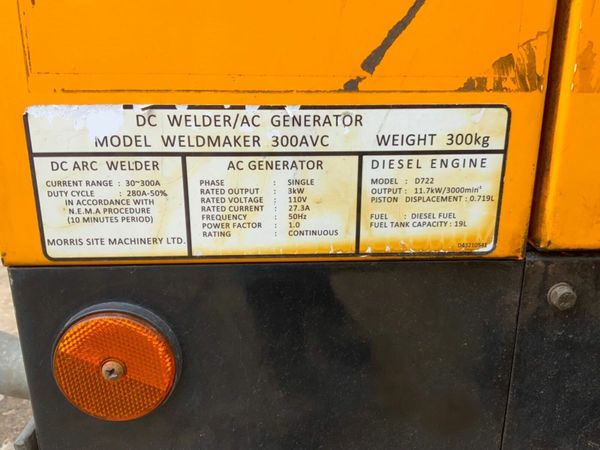 DC WELDER/AC GENERATOR
MODEL WELDMAKER 300AVC WEIGHT 300kg
DC ARC WELDER
CURRENT RANGE : 30~300A
DUTY CYCLE : 280A-50%
IN ACCORDANCE WITH
N.E.M.A PROCEDURE
(10 MINUTES PERIOD)
MORRIS SITE MACHINERY LTD.
AC GENERATOR
PHASE : SINGLE
RATED OUTPUT : 3kW
RATED VOLTAGE : 110V
RATED CURRENT : 27.3A
FREQUENCY : 50Hz
POWER FACTOR : 1.0
RATING : CONTINUOUS
DIESEL ENGINE
MODEL : D722
OUTPUT : 11.7kW/3000min⁻¹
PISTON DISPLACEMENT : 0.719L
FUEL : DIESEL FUEL
FUEL TANK CAPACITY : 19L